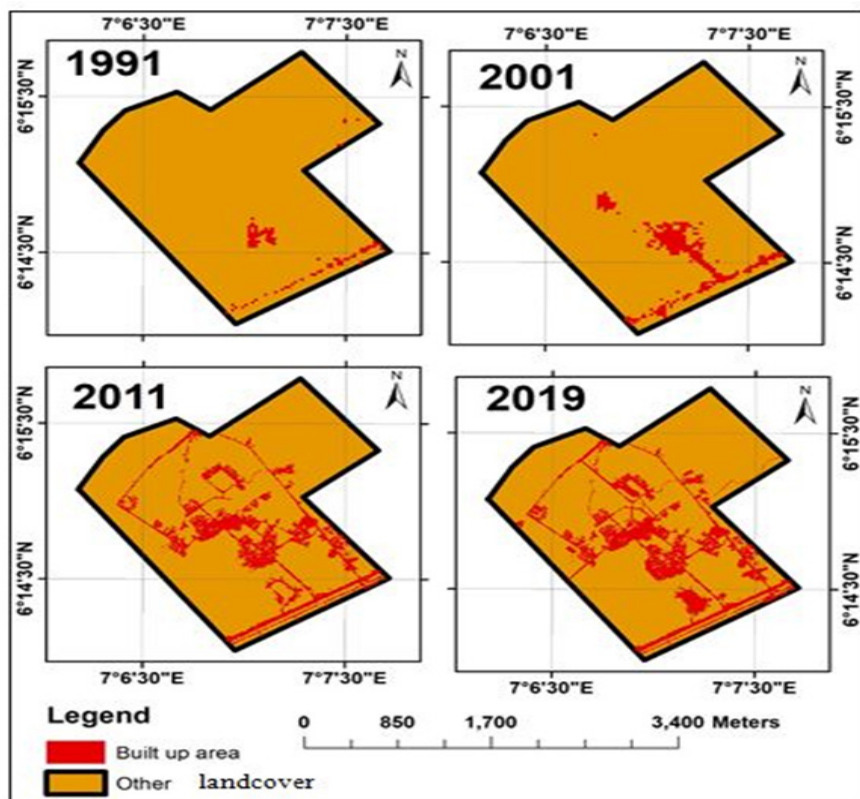 7°6'30"E 7°7'30"E 7°6'30"E 7°7'30"E
1991 N 2001 N
6°15'30"N 6°15'30"N
6°14'30"N 6°14'30"N
2011 N 2019 N
6°15'30"N 6°15'30"N
6°14'30"N 6°14'30"N
7°6'30"E 7°7'30"E 7°6'30"E 7°7'30"E
Legend
0 850 1,700 3,400 Meters
Built up area
Other landcover